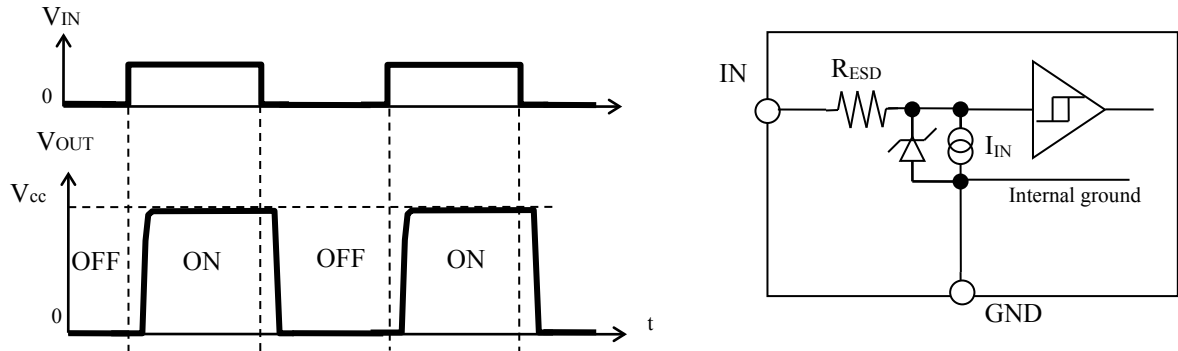 VIN
0
VOUT
Vcc
OFF ON OFF ON
0
t
IN
RESD
IIN
Internal ground
GND